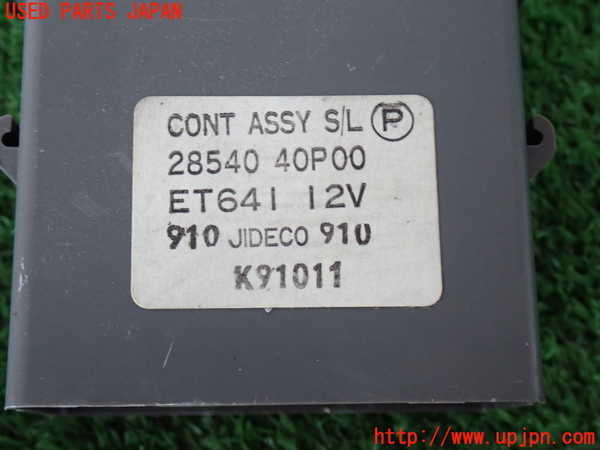 USED PARTS JAPAN
CONT ASSY S/L Ⓟ
28540 40P00
ET641 12V
910 JIDECO 910
K91011
http://www.upjpn.com/